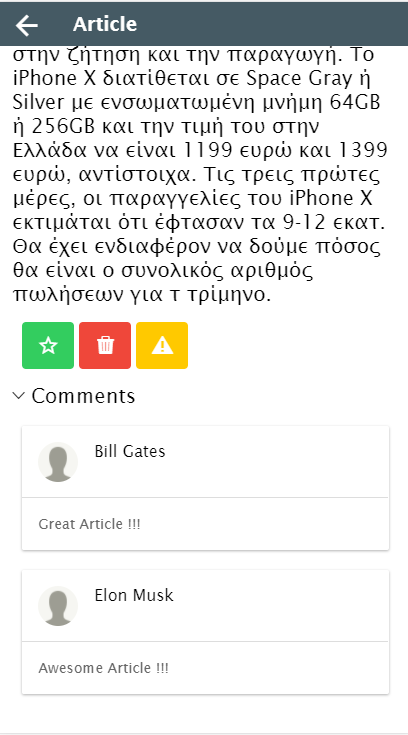 Article
στην ζήτηση και την παραγωγή. Το
iPhone X διατίθεται σε Space Gray ή
Silver με ενσωματωμένη μνήμη 64GB
ή 256GB και την τιμή του στην
Ελλάδα να είναι 1199 ευρώ και 1399
ευρώ, αντίστοιχα. Τις τρεις πρώτες
μέρες, οι παραγγελίες του iPhone X
εκτιμάται ότι έφτασαν τα 9-12 εκατ.
Θα έχει ενδιαφέρον να δούμε πόσος
θα είναι ο συνολικός αριθμός
πωλήσεων για τ τρίμηνο.
Comments
Bill Gates
Great Article !!!
Elon Musk
Awesome Article !!!